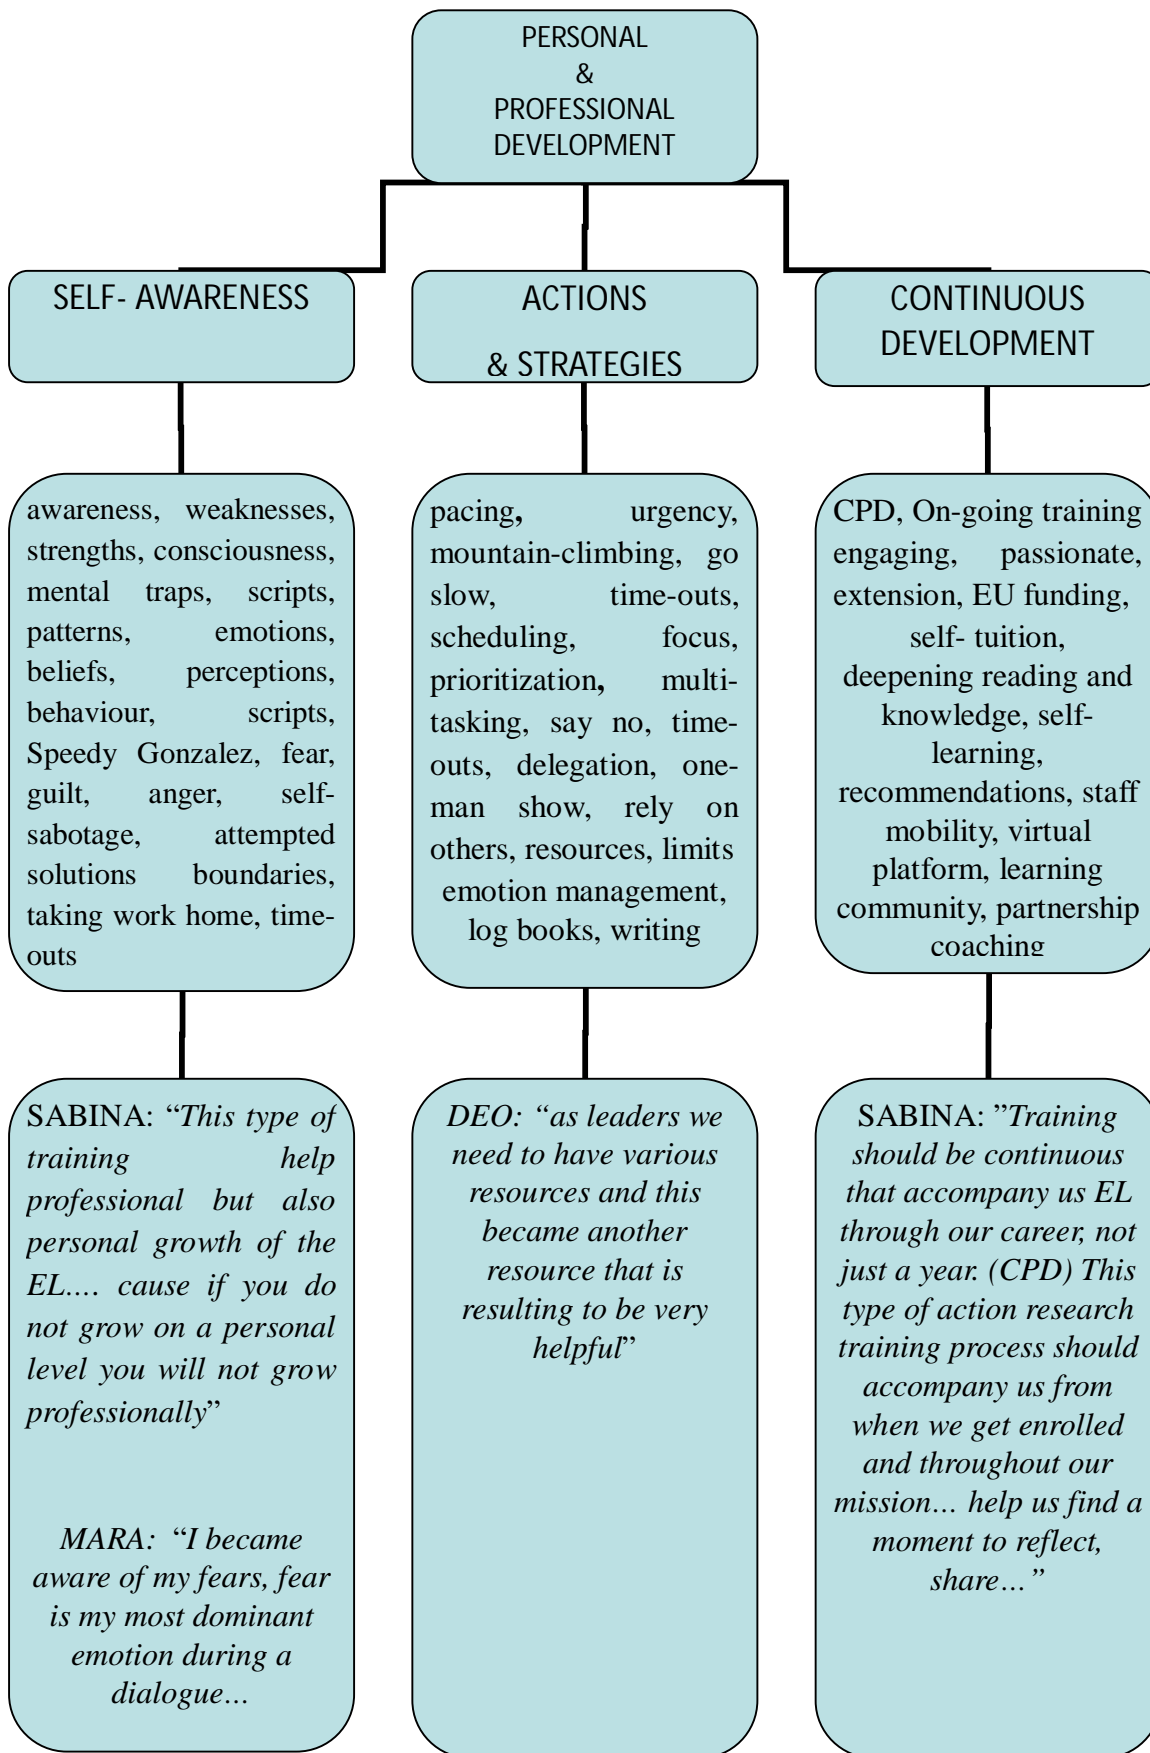 PERSONAL
&
PROFESSIONAL
DEVELOPMENT
SELF- AWARENESS
ACTIONS
& STRATEGIES
CONTINUOUS
DEVELOPMENT
awareness, weaknesses,
strengths, consciousness,
mental traps, scripts,
patterns, emotions,
beliefs, perceptions,
behaviour, scripts,
Speedy Gonzalez, fear,
guilt, anger, self-
sabotage, attempted
solutions boundaries,
taking work home, time-
outs
pacing, urgency,
mountain-climbing, go
slow, time-outs,
scheduling, focus,
prioritization, multi-
tasking, say no, time-
outs, delegation, one-
man show, rely on
others, resources, limits
emotion management,
log books, writing
CPD, On-going training
engaging, passionate,
extension, EU funding,
self- tuition,
deepening reading and
knowledge, self-
learning,
recommendations, staff
mobility, virtual
platform, learning
community, partnership
coaching
SABINA: “This type of
training help
professional but also
personal growth of the
EL.... cause if you do
not grow on a personal
level you will not grow
professionally”
MARA: “I became
aware of my fears, fear
is my most dominant
emotion during a
dialogue…
DEO: “as leaders we
need to have various
resources and this
became another
resource that is
resulting to be very
helpful”
SABINA: ”Training
should be continuous
that accompany us EL
through our career, not
just a year. (CPD) This
type of action research
training process should
accompany us from
when we get enrolled
and throughout our
mission… help us find a
moment to reflect,
share…”